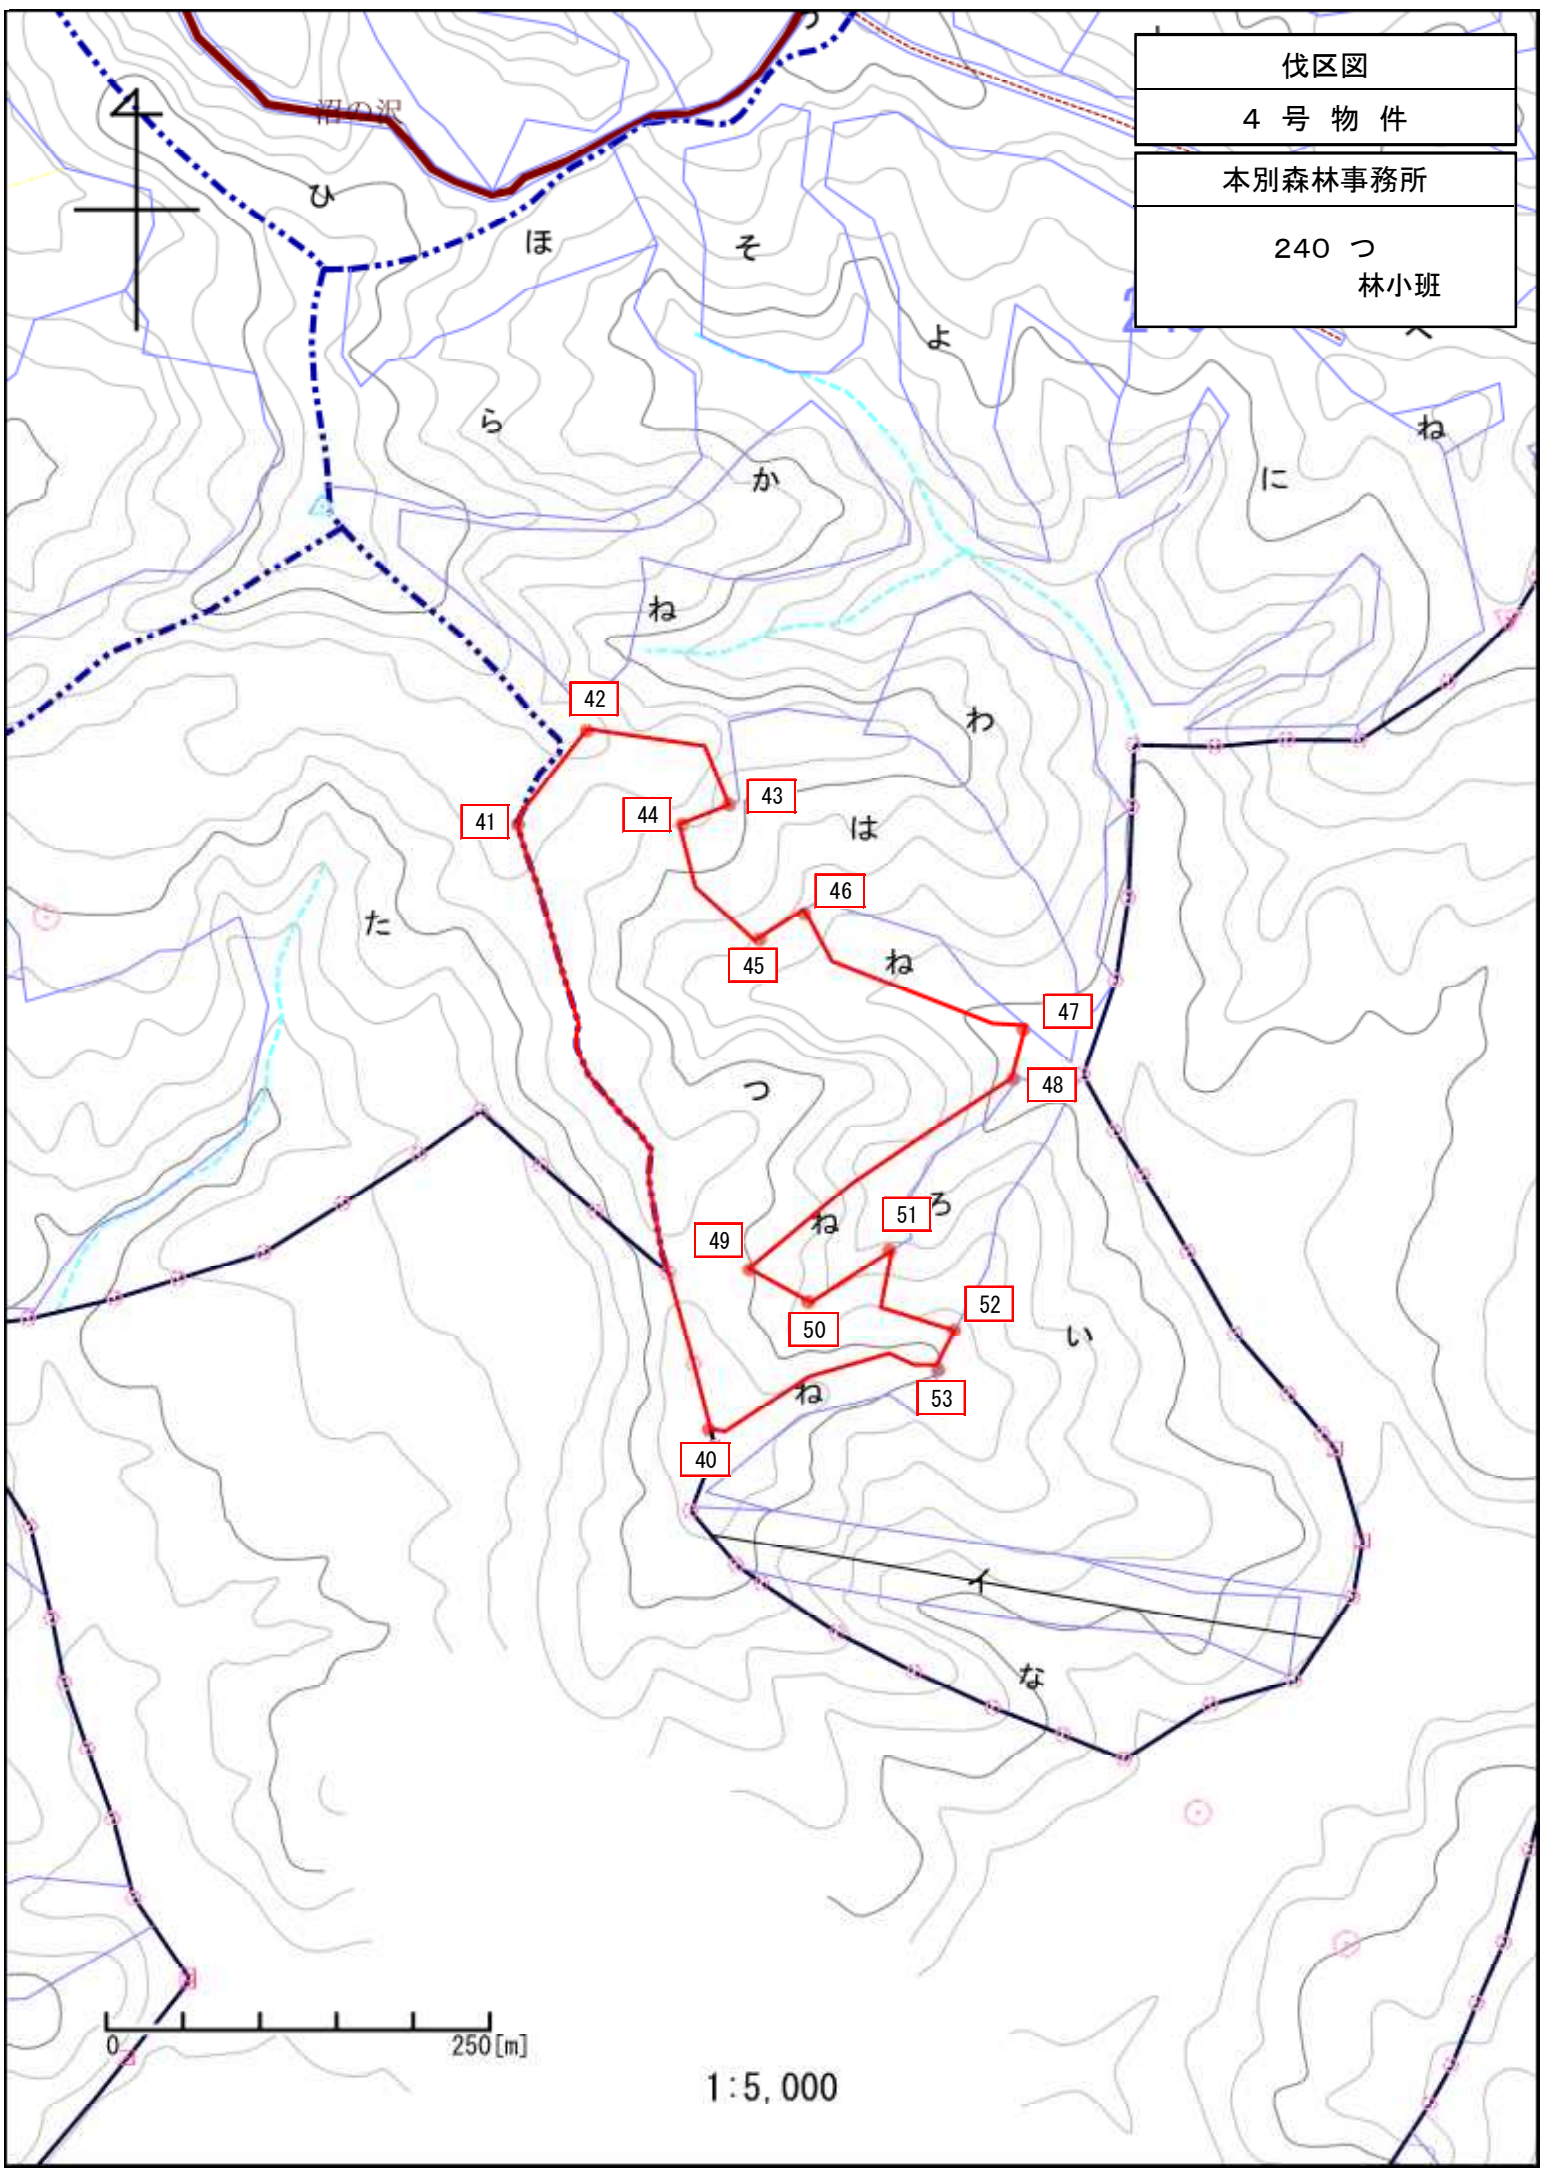 伐区図
４ 号 物 件
本別森林事務所
240 つ
林小班
沼の沢
ひ
ほ
そ
よ
ら
か
に
ね
ね
わ
42
43
44
41
は
46
た
45
ね
47
つ
48
51
ろ
ね
49
52
50
い
ね
53
40
イ
な
0
250[m]
1:5,000